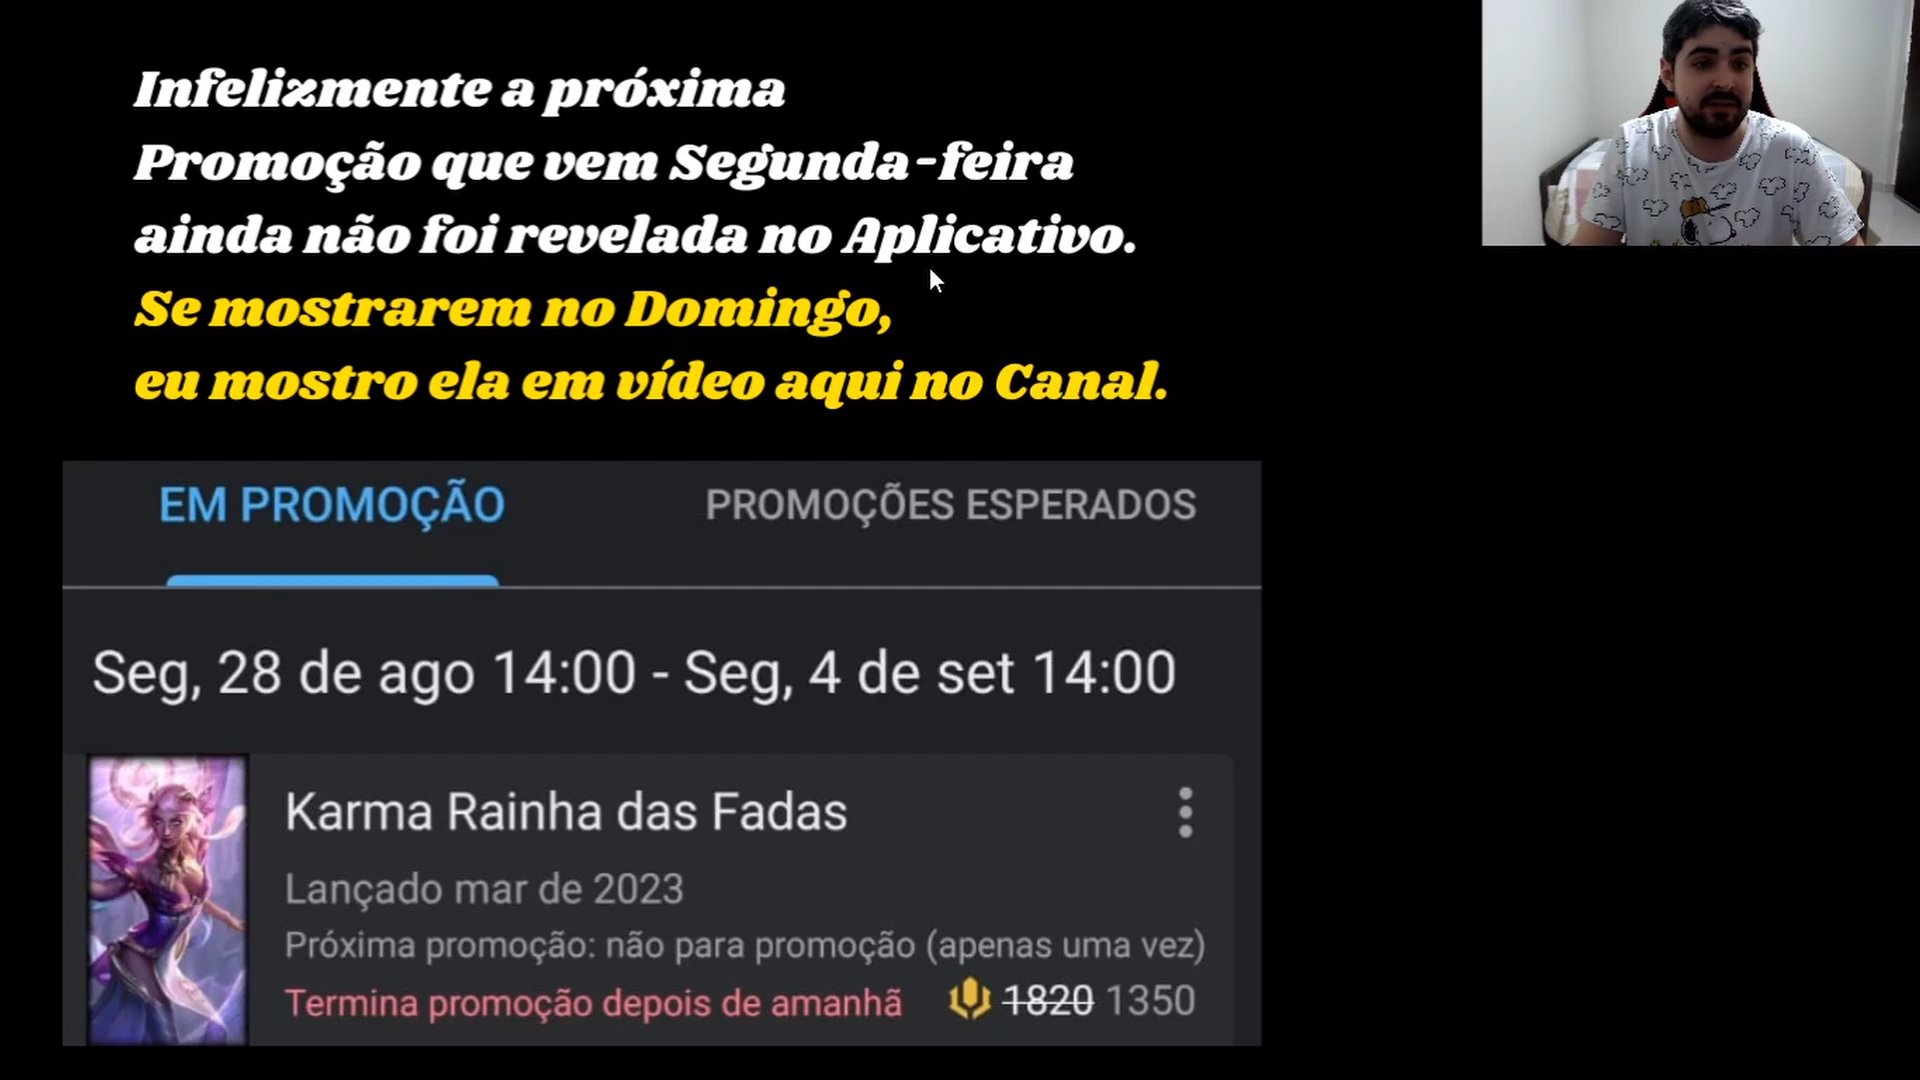 Infelizmente a próxima
Promoção que vem Segunda-feira
ainda não foi revelada no Aplicativo.
Se mostrarem no Domingo,
eu mostro ela em vídeo aqui no Canal.
EM PROMOÇÃO
PROMOÇÕES ESPERADOS
Seg, 28 de ago 14:00 - Seg, 4 de set 14:00
Karma Rainha das Fadas
Lançado mar de 2023
Próxima promoção: não para promoção (apenas uma vez)
Termina promoção depois de amanhã 1820 1350